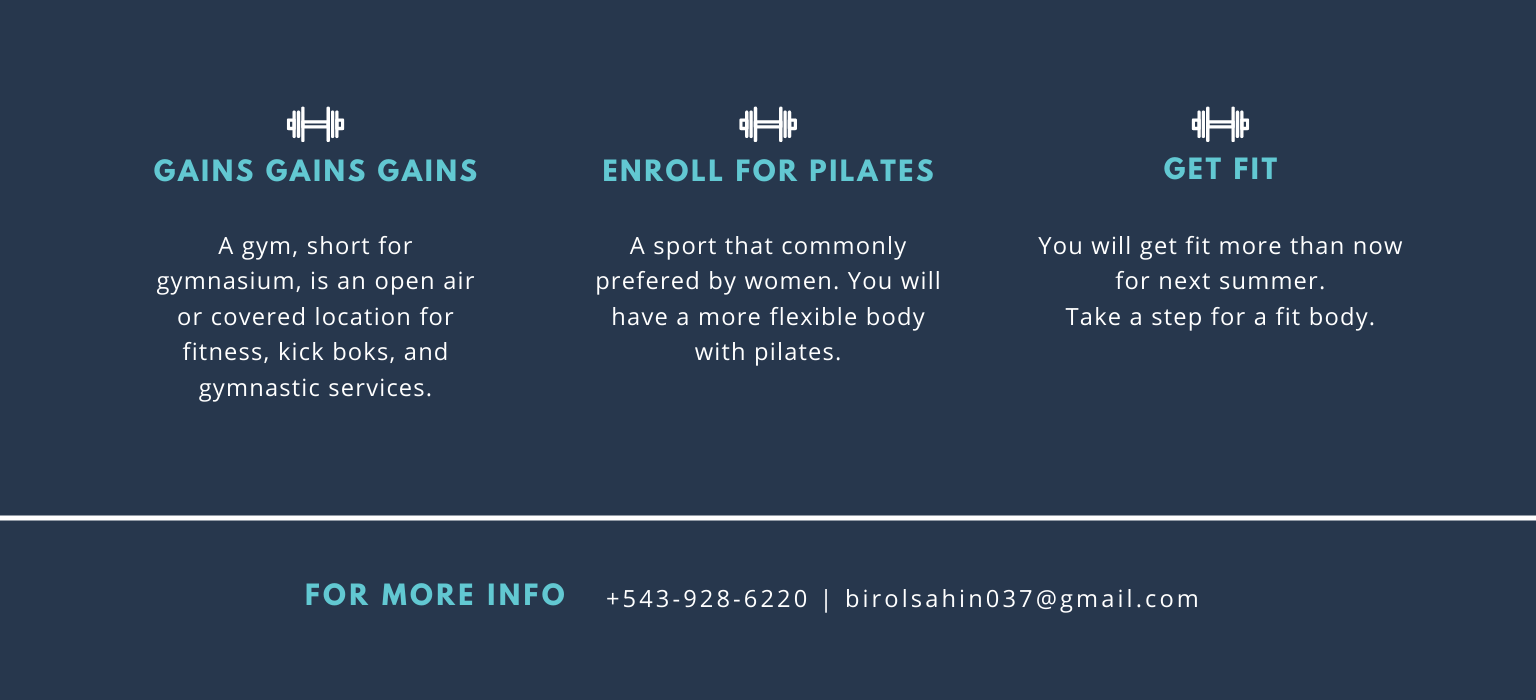 GAINS GAINS GAINS
A gym, short for
gymnasium, is an open air
or covered location for
fitness, kick boks, and
gymnastic services.
ENROLL FOR PILATES
A sport that commonly
prefered by women. You will
have a more flexible body
with pilates.
GET FIT
You will get fit more than now
for next summer.
Take a step for a fit body.
FOR MORE INFO
+543-928-6220 | birolsahin037@gmail.com